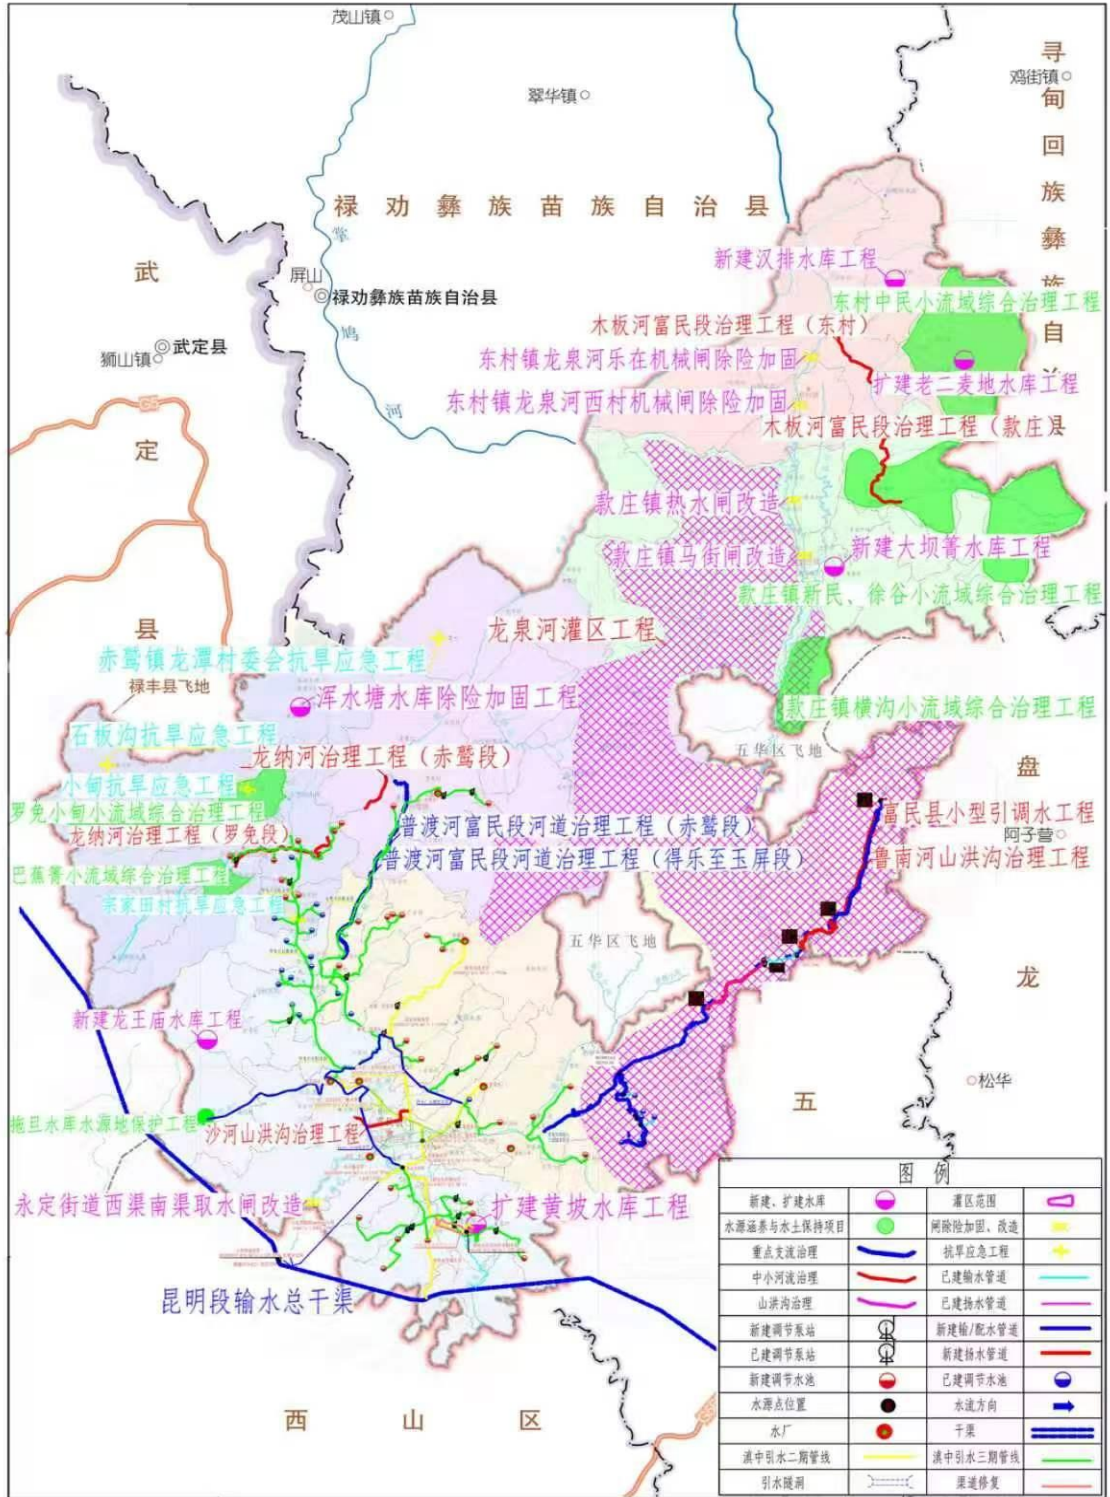 茂山镇
翠华镇
鸡街镇
寻甸回族彝族自
县
禄劝彝族苗族自治县
掌鸠河
屏山
禄劝彝族苗族自治县
武定县
武定县
狮山镇
新建汉排水库工程
东村中民小流域综合治理工程
木板河富民段治理工程（东村）
东村镇龙泉河乐在机械闸除险加固
扩建老二麦地水库工程
东村镇龙泉河西村机械闸除险加固
木板河富民段治理工程（款庄）
款庄镇热水闸改造
款庄镇马街闸改造
新建大坝箐水库工程
款庄镇新民、徐谷小流域综合治理工程
龙泉河灌区工程
赤鹫镇龙潭村委会抗旱应急工程
禄丰县飞地
浑水塘水库除险加固工程
款庄镇横沟小流域综合治理工程
石板沟抗旱应急工程
龙纳河治理工程（赤鹫段）
五华区飞地
小甸抗旱应急工程
罗免小甸小流域综合治理工程
龙纳河治理工程（罗免段）
普渡河富民段河道治理工程（赤鹫段）
富民县小型引调水工程
阿子营
普渡河富民段河道治理工程（得乐至玉屏段）
鲁南河山洪沟治理工程
巴蕉箐小流域综合治理工程
宗家田村抗旱应急工程
五华区飞地
盘龙
新建龙王庙水库工程
松华
五
拖旦水库水源地保护工程
沙河山洪沟治理工程
永定街道西渠南渠取水闸改造
扩建黄坡水库工程
昆明段输水总干渠
西山区
图例
新建、扩建水库 灌区范围
水源涵养与水土保持项目 闸除险加固、改造
重点支流治理 抗旱应急工程
中小河流治理 已建输水管道
山洪沟治理 已建扬水管道
新建调节泵站 新建输/配水管道
已建调节泵站 新建扬水管道
新建调节水池 已建调节水池
水源点位置 水流方向
水厂 干渠
滇中引水二期管线 滇中引水三期管线
引水隧洞 渠道修复